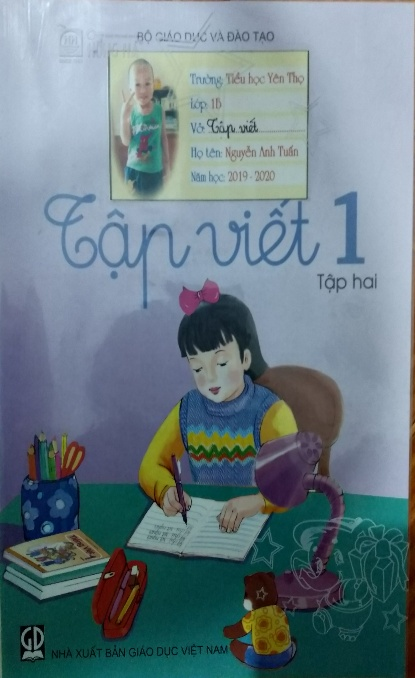 BỘ GIÁO DỤC VÀ ĐÀO TẠO
Trường: Tiểu học Yên Thọ
Lớp: 1B
Vở: Tập viết
Họ tên: Nguyễn Anh Tuấn
Năm học: 2019 - 2020
Tập viết 1
Tập hai
GD
NHÀ XUẤT BẢN GIÁO DỤC VIỆT NAM